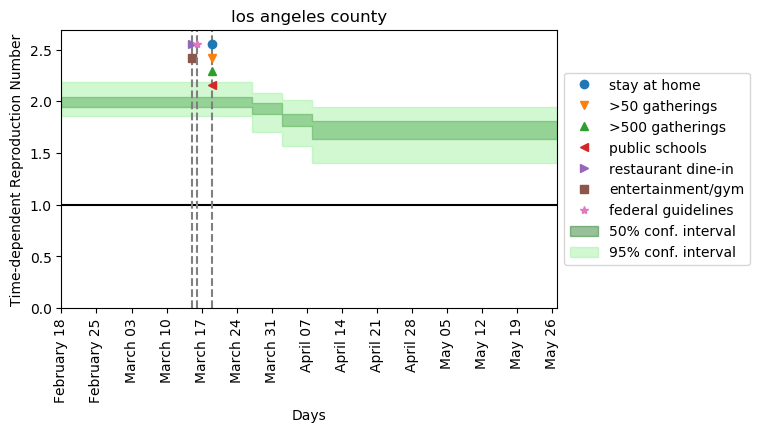 los angeles county
Time-dependent Reproduction Number
2.5
2.0
1.5
1.0
0.5
0.0
February 18
February 25
March 03
March 10
March 17
March 24
March 31
April 07
April 14
April 21
April 28
May 05
May 12
May 19
May 26
Days
stay at home
>50 gatherings
>500 gatherings
public schools
restaurant dine-in
entertainment/gym
federal guidelines
50% conf. interval
95% conf. interval